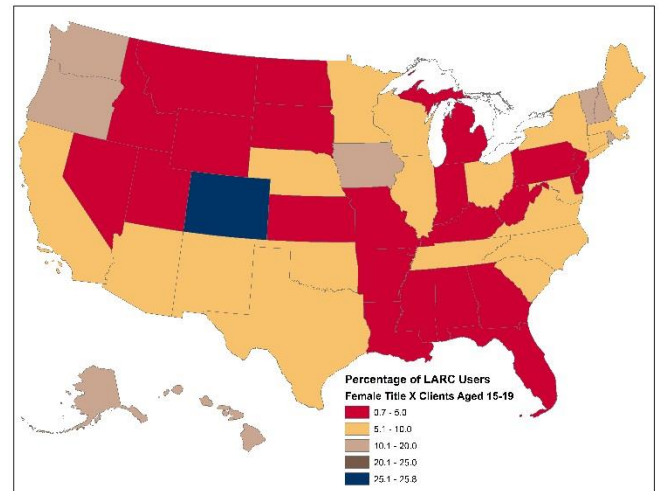 Percentage of LARC Users
Female Title X Clients Aged 15-19
0.7 - 5.0
5.1 - 10.0
10.1 - 20.0
20.1 - 25.0
25.1 - 25.8